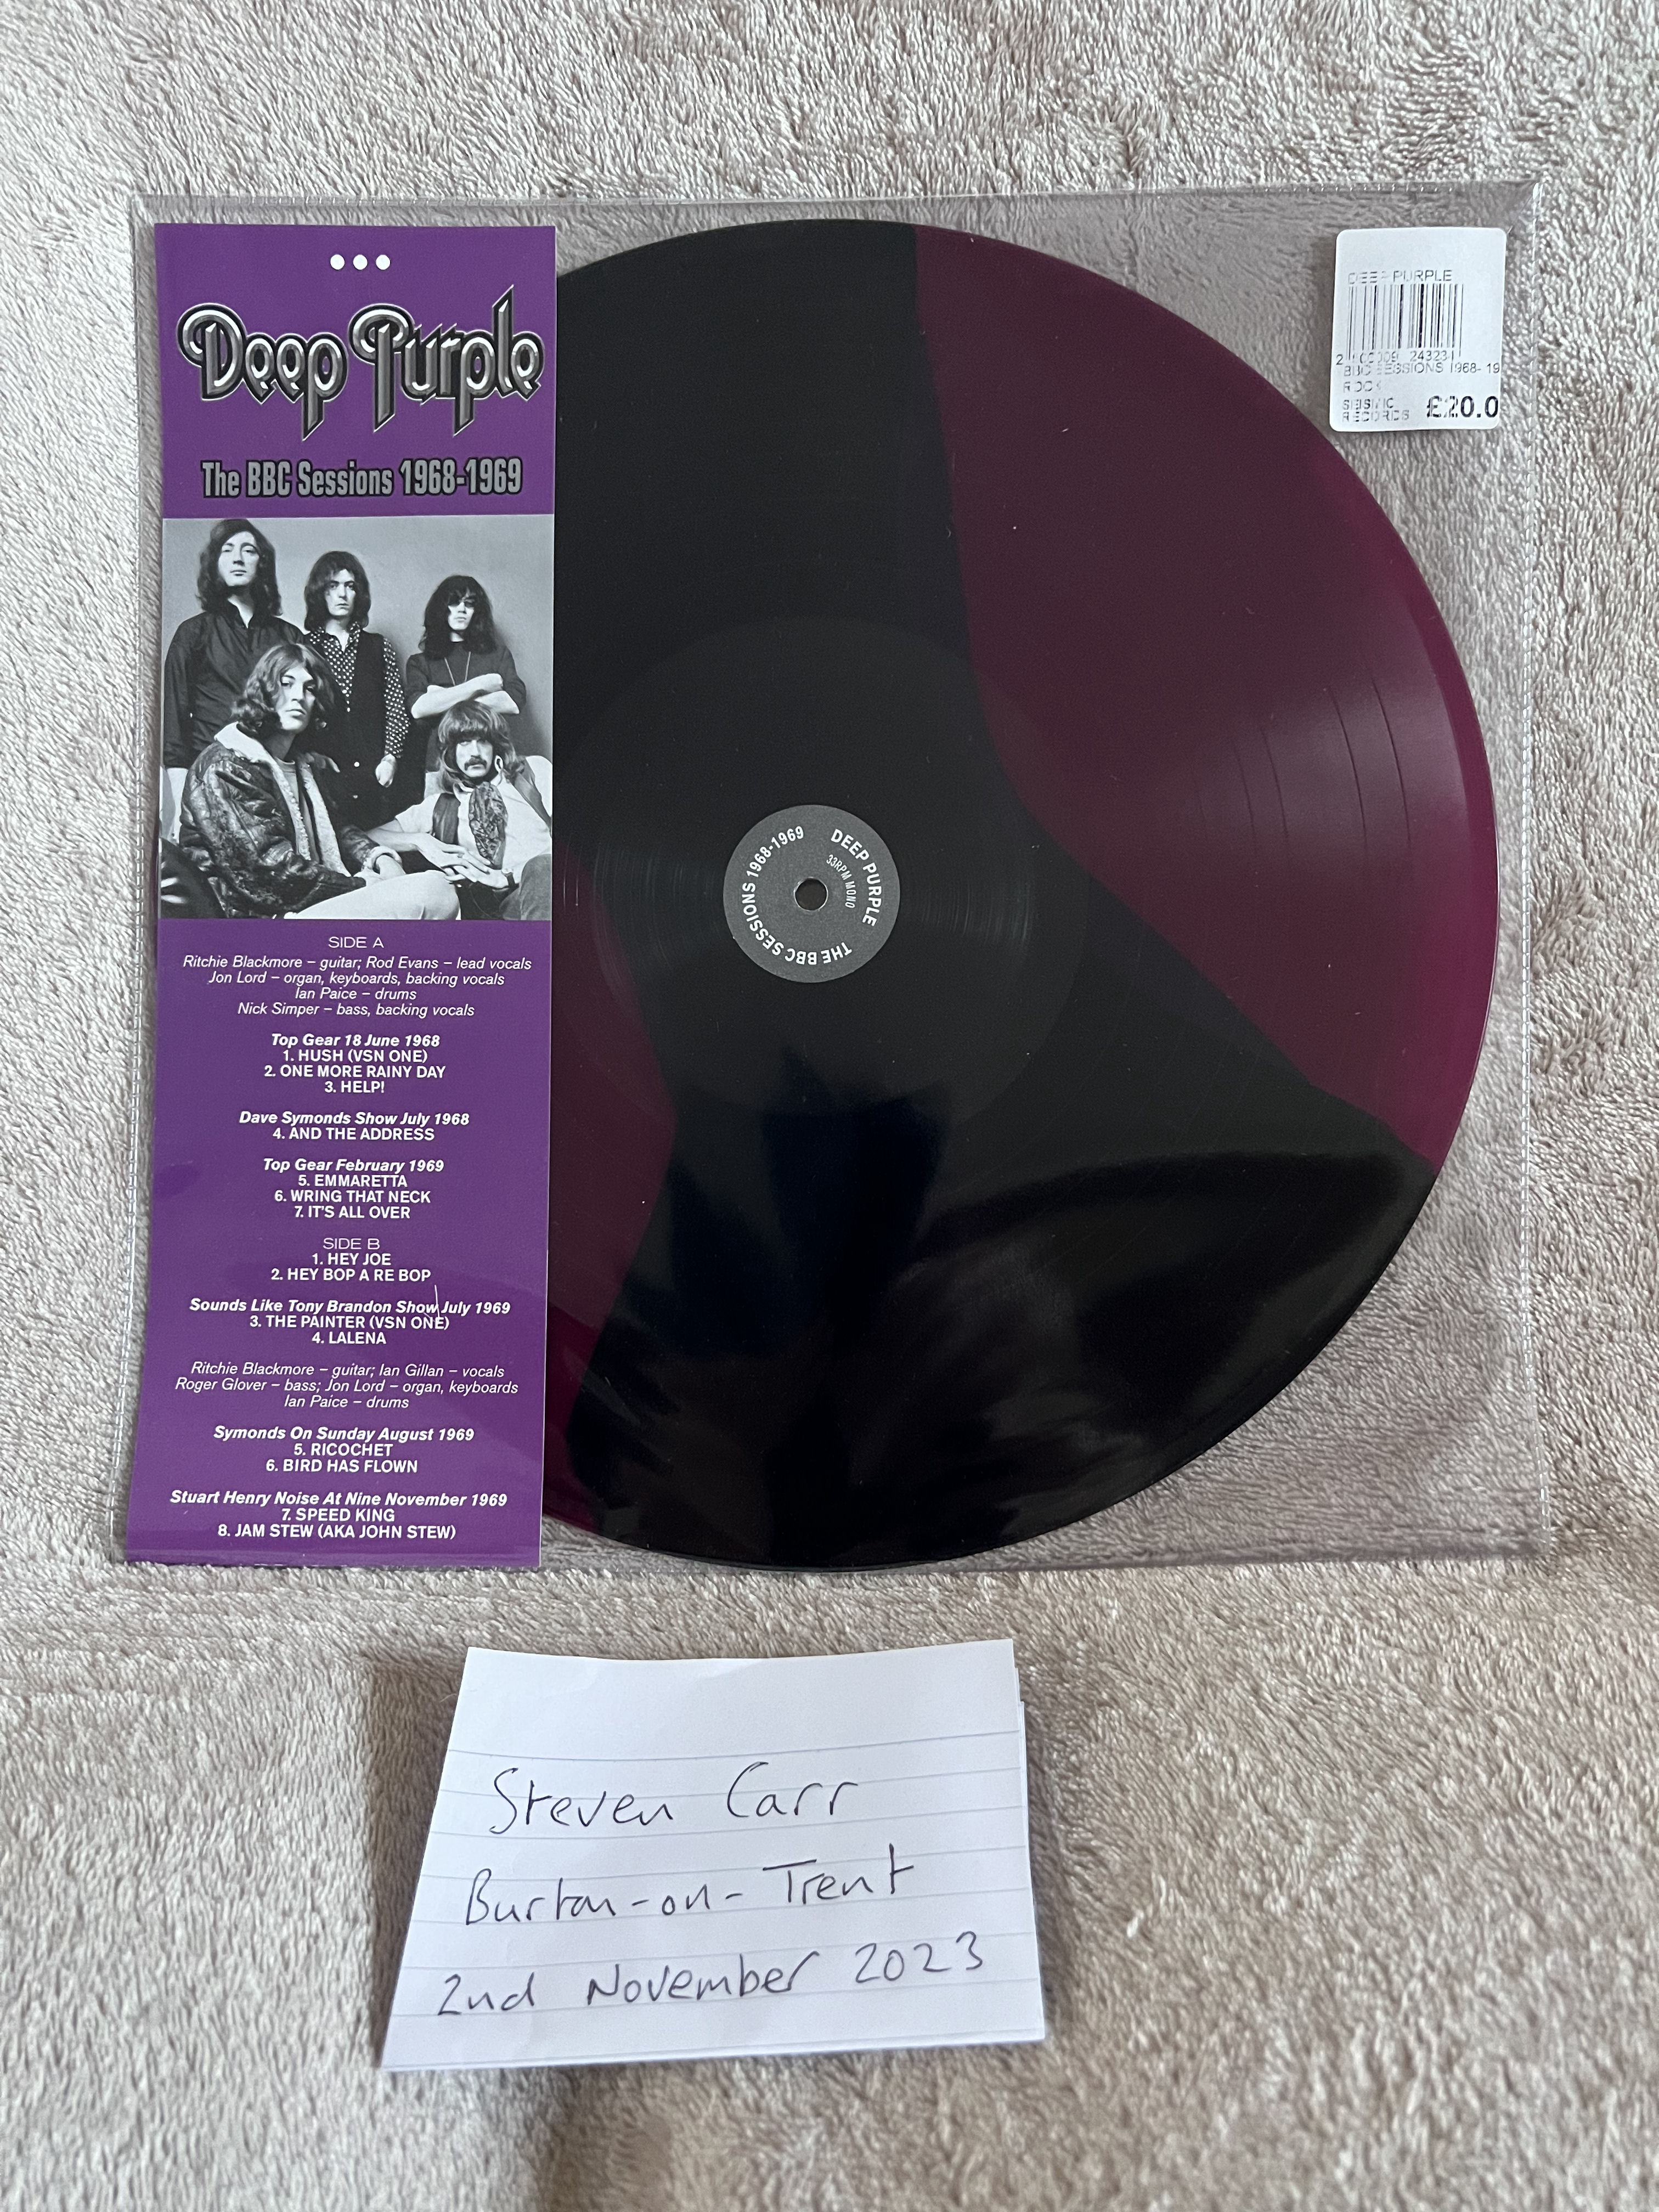 Deep Purple
The BBC Sessions 1968-1969
SIDE A
Ritchie Blackmore – guitar; Rod Evans – lead vocals
Jon Lord – organ, keyboards, backing vocals
Ian Paice – drums
Nick Simper – bass, backing vocals
Top Gear 18 June 1968
1. HUSH (VSN ONE)
2. ONE MORE RAINY DAY
3. HELP!
Dave Symonds Show July 1968
4. AND THE ADDRESS
Top Gear February 1969
5. EMMARETTA
6. WRING THAT NECK
7. IT'S ALL OVER
SIDE B
1. HEY JOE
2. HEY BOP A RE BOP
Sounds Like Tony Brandon Show July 1969
3. THE PAINTER (VSN ONE)
4. LALENA
Ritchie Blackmore – guitar; Ian Gillan – vocals
Roger Glover – bass; Jon Lord – organ, keyboards
Ian Paice – drums
Symonds On Sunday August 1969
5. RICOCHET
6. BIRD HAS FLOWN
Stuart Henry Noise At Nine November 1969
7. SPEED KING
8. JAM STEW (AKA JOHN STEW)
DEEP PURPLE
THE BBC SESSIONS 1968-1969
33RPM MONO
DEEP PURPLE
BBC SESSIONS 1968- 19
ROCK
SEISMIC
RECORDS £20.0
Steven Carr
Burton-on-Trent
2nd November 2023